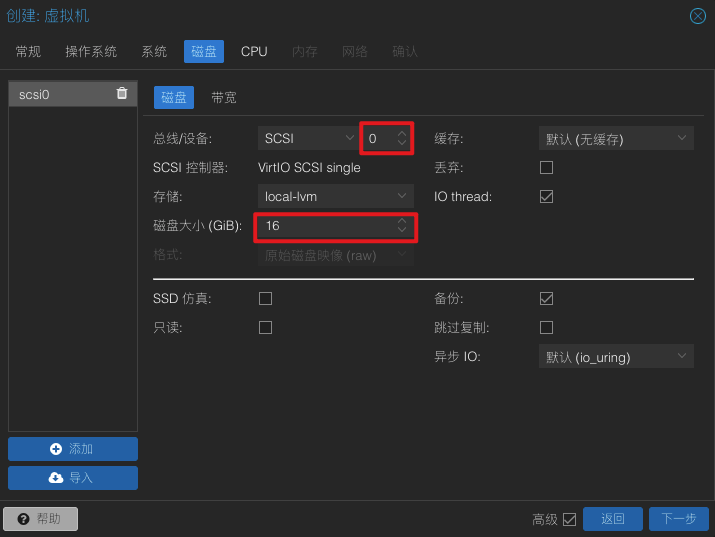 创建: 虚拟机
常规 操作系统 系统 磁盘 CPU 内存 网络 确认
scsi0
磁盘 带宽
总线/设备: SCSI 0 缓存: 默认 (无缓存)
SCSI 控制器: VirtIO SCSI single 丢弃:
存储: local-lvm IO thread:
磁盘大小 (GiB): 16
格式: 原始磁盘映像 (raw)
SSD 仿真: 备份:
只读: 跳过复制:
异步 IO: 默认 (io_uring)
添加
导入
帮助 高级 返回 下一步